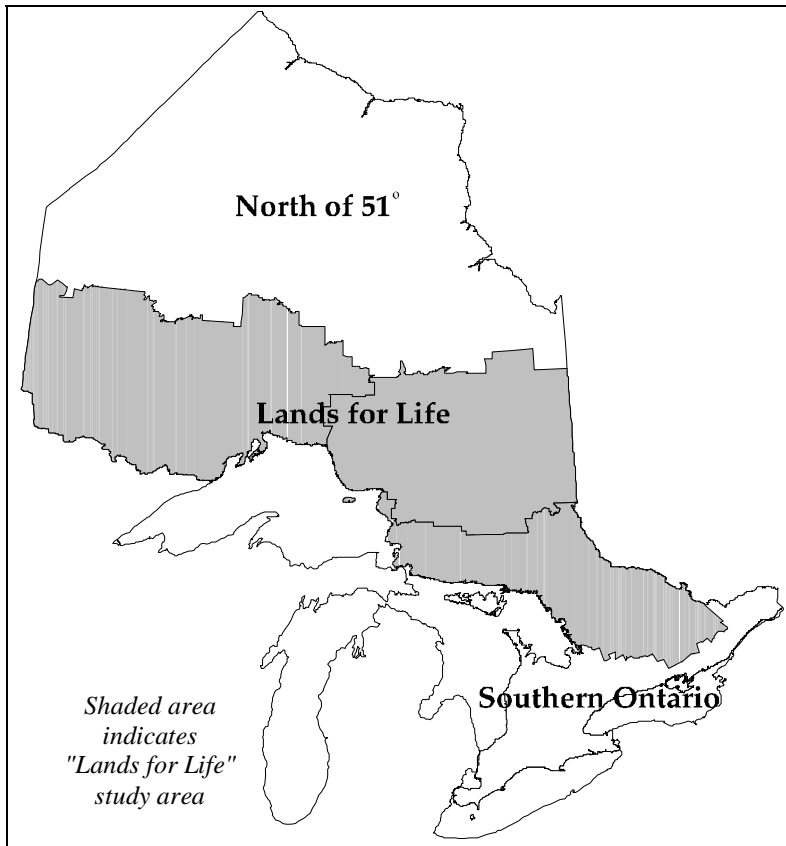 North of 51°
Lands for Life
Southern Ontario
Shaded area
indicates
"Lands for Life"
study area